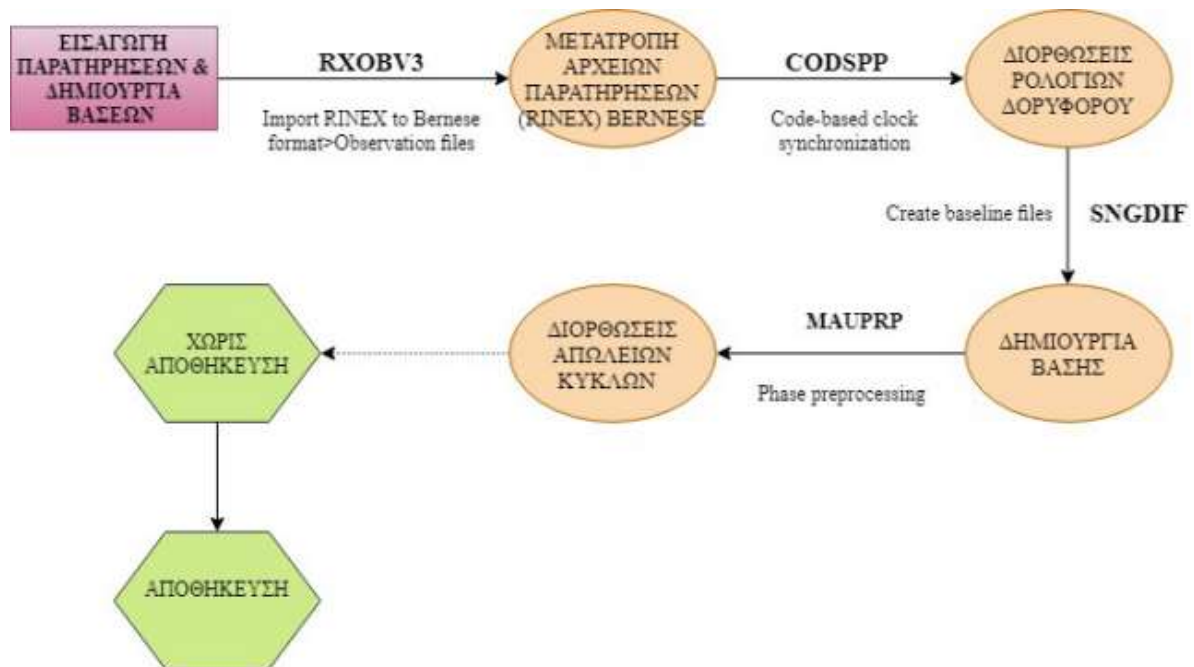 ΕΙΣΑΓΩΓΗ
ΠΑΡΑΤΗΡΗΣΕΩΝ &
ΔΗΜΙΟΥΡΓΙΑ
ΒΑΣΕΩΝ
RXOBV3
Import RINEX to Bernese
format>Observation files
ΜΕΤΑΤΡΟΠΗ
ΑΡΧΕΙΩΝ
ΠΑΡΑΤΗΡΗΣΕΩΝ
(RINEX) BERNESE
CODSPP
Code-based clock
synchronization
ΔΙΟΡΘΩΣΕΙΣ
ΡΟΛΟΓΙΩΝ
ΔΟΡΥΦΟΡΟΥ
Create baseline files
SNGDIF
ΔΗΜΙΟΥΡΓΙΑ
ΒΑΣΗΣ
MAUPRP
Phase preprocessing
ΔΙΟΡΘΩΣΕΙΣ
ΑΠΩΛΕΙΩΝ
ΚΥΚΛΩΝ
ΧΩΡΙΣ
ΑΠΟΘΗΚΕΥΣΗ
ΑΠΟΘΗΚΕΥΣΗ